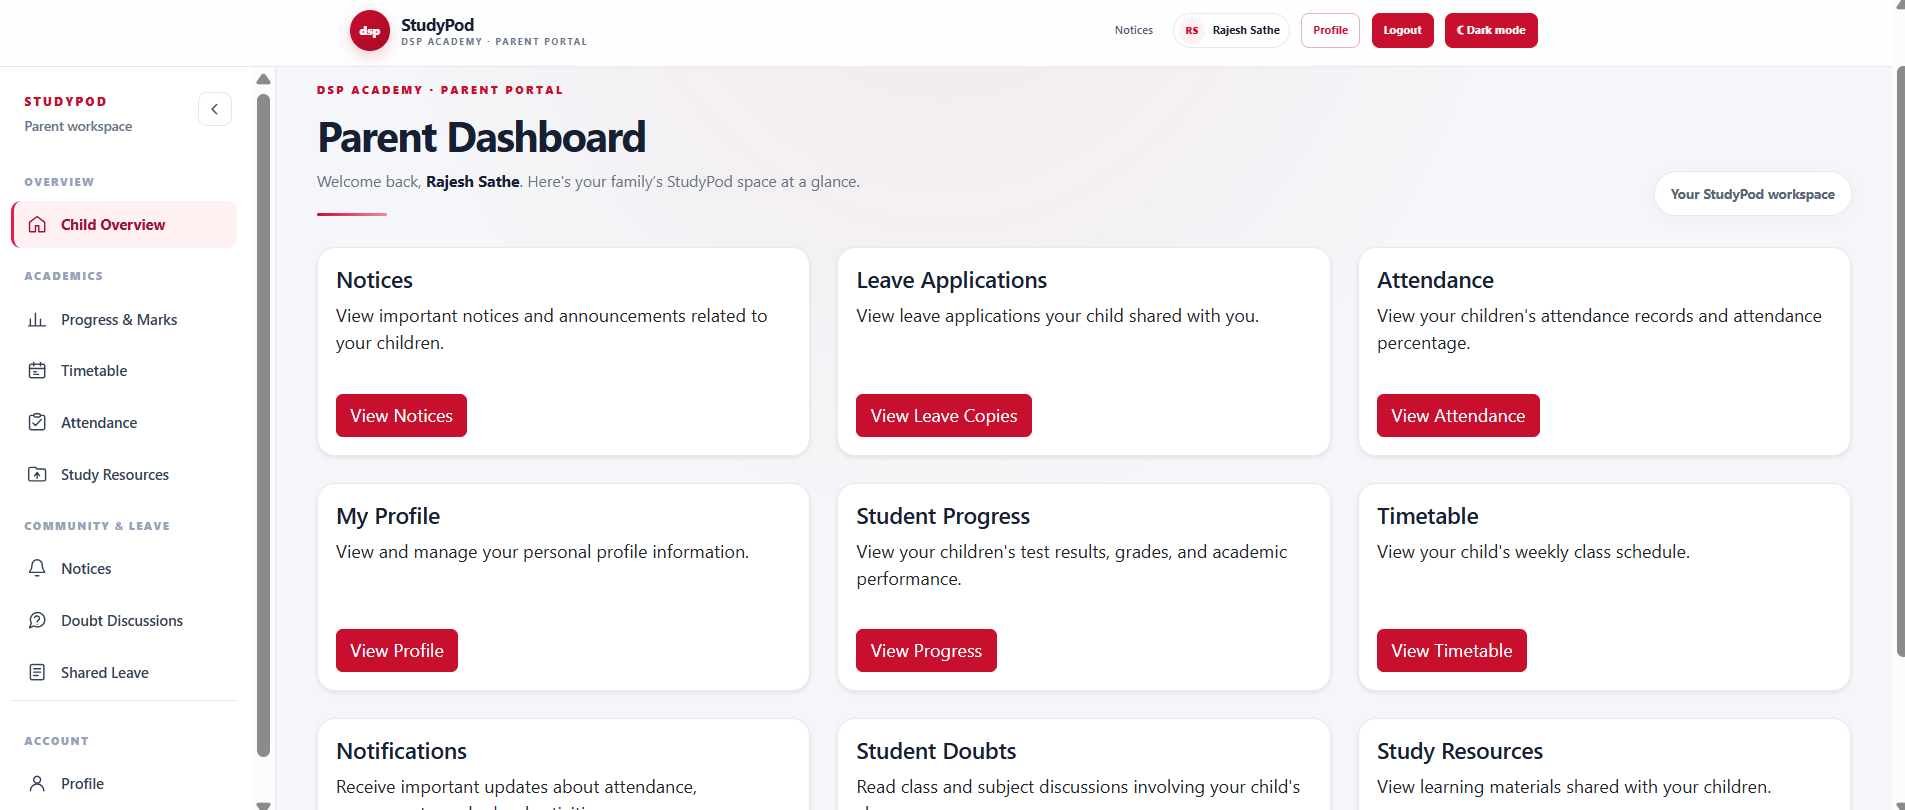 dsp
StudyPod
DSP ACADEMY · PARENT PORTAL
Notices
RS
Rajesh Sathe
Profile
Logout
Dark mode
STUDYPOD
Parent workspace
OVERVIEW
Child Overview
ACADEMICS
Progress & Marks
Timetable
Attendance
Study Resources
COMMUNITY & LEAVE
Notices
Doubt Discussions
Shared Leave
ACCOUNT
Profile
DSP ACADEMY · PARENT PORTAL
Parent Dashboard
Welcome back, Rajesh Sathe. Here's your family's StudyPod space at a glance.
Your StudyPod workspace
Notices
View important notices and announcements related to
your children.
View Notices
Leave Applications
View leave applications your child shared with you.
View Leave Copies
Attendance
View your children's attendance records and attendance
percentage.
View Attendance
My Profile
View and manage your personal profile information.
View Profile
Student Progress
View your children's test results, grades, and academic
performance.
View Progress
Timetable
View your child's weekly class schedule.
View Timetable
Notifications
Receive important updates about attendance,
Student Doubts
Read class and subject discussions involving your child's
Study Resources
View learning materials shared with your children.